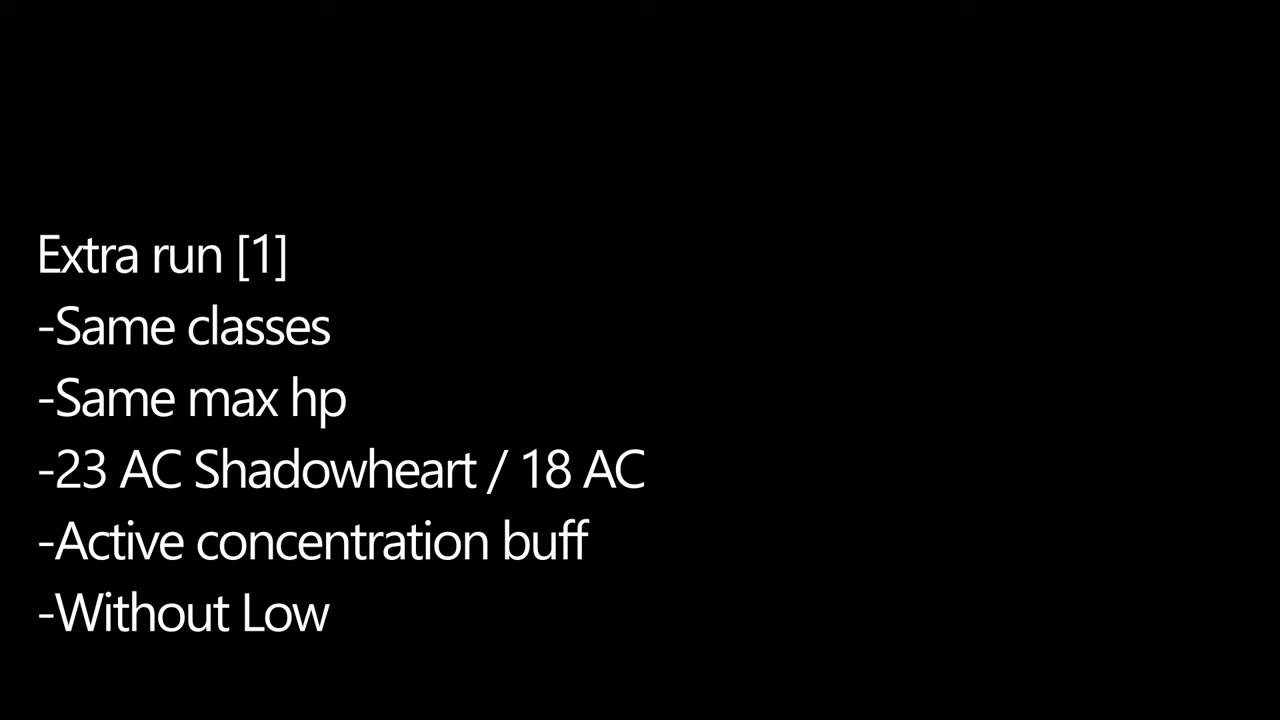 Extra run [1]
-Same classes
-Same max hp
-23 AC Shadowheart / 18 AC
-Active concentration buff
-Without Low